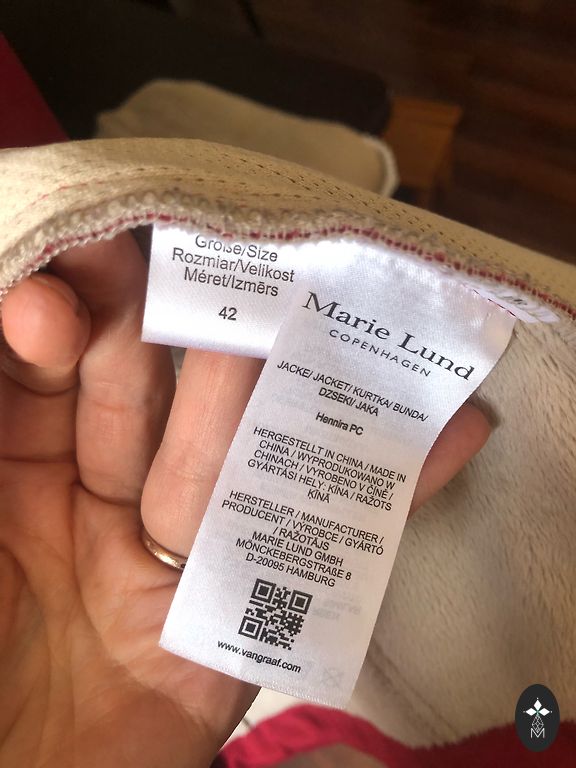 Größe/Size
Rozmiar/Velikost
Méret/Izmērs
42
Marie Lund
COPENHAGEN
JACKE/ JACKET/ KURTKA/ BUNDA/
DZSEKI/ JAKA
Hennira PC
HERGESTELLT IN CHINA / MADE IN
CHINA / WYPRODUKOWANO W
CHINACH / VYROBENO V ČÍNĚ /
GYÁRTÁSI HELY: KÍNA / RAŽOTS
ĶĪNĀ
HERSTELLER / MANUFACTURER /
PRODUCENT / VÝROBCE / GYÁRTÓ
/ RAŽOTĀJS
MARIE LUND GMBH
MÖNCKEBERGSTRAßE 8
D-20095 HAMBURG
www.vangraaf.com